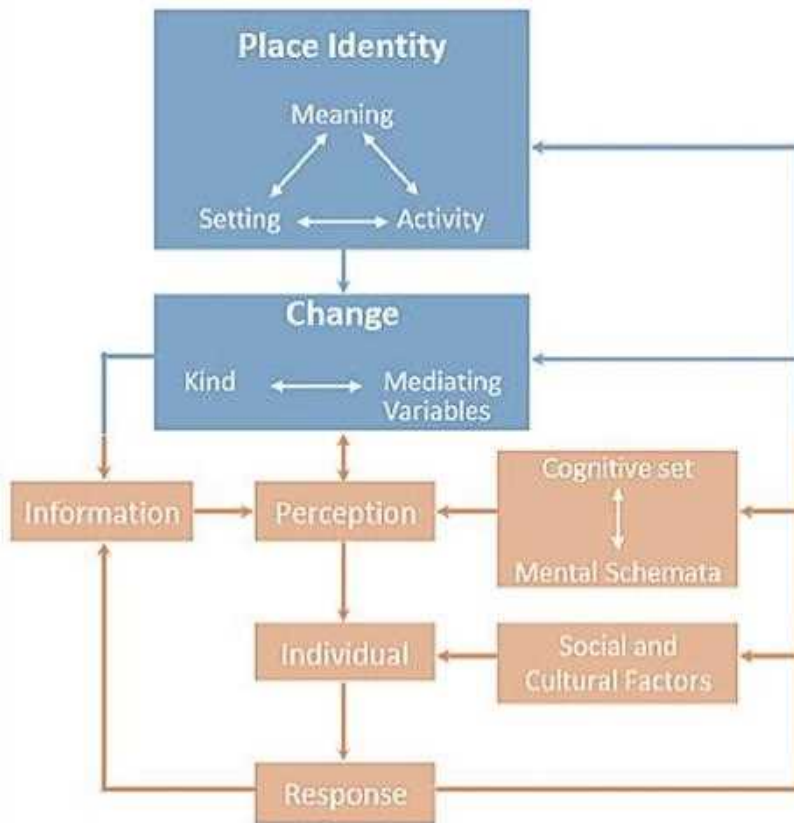 Place Identity
Meaning
Setting
Activity
Change
Kind
Mediating
Variables
Information
Perception
Cognitive set
Mental Schemata
Individual
Social and
Cultural Factors
Response